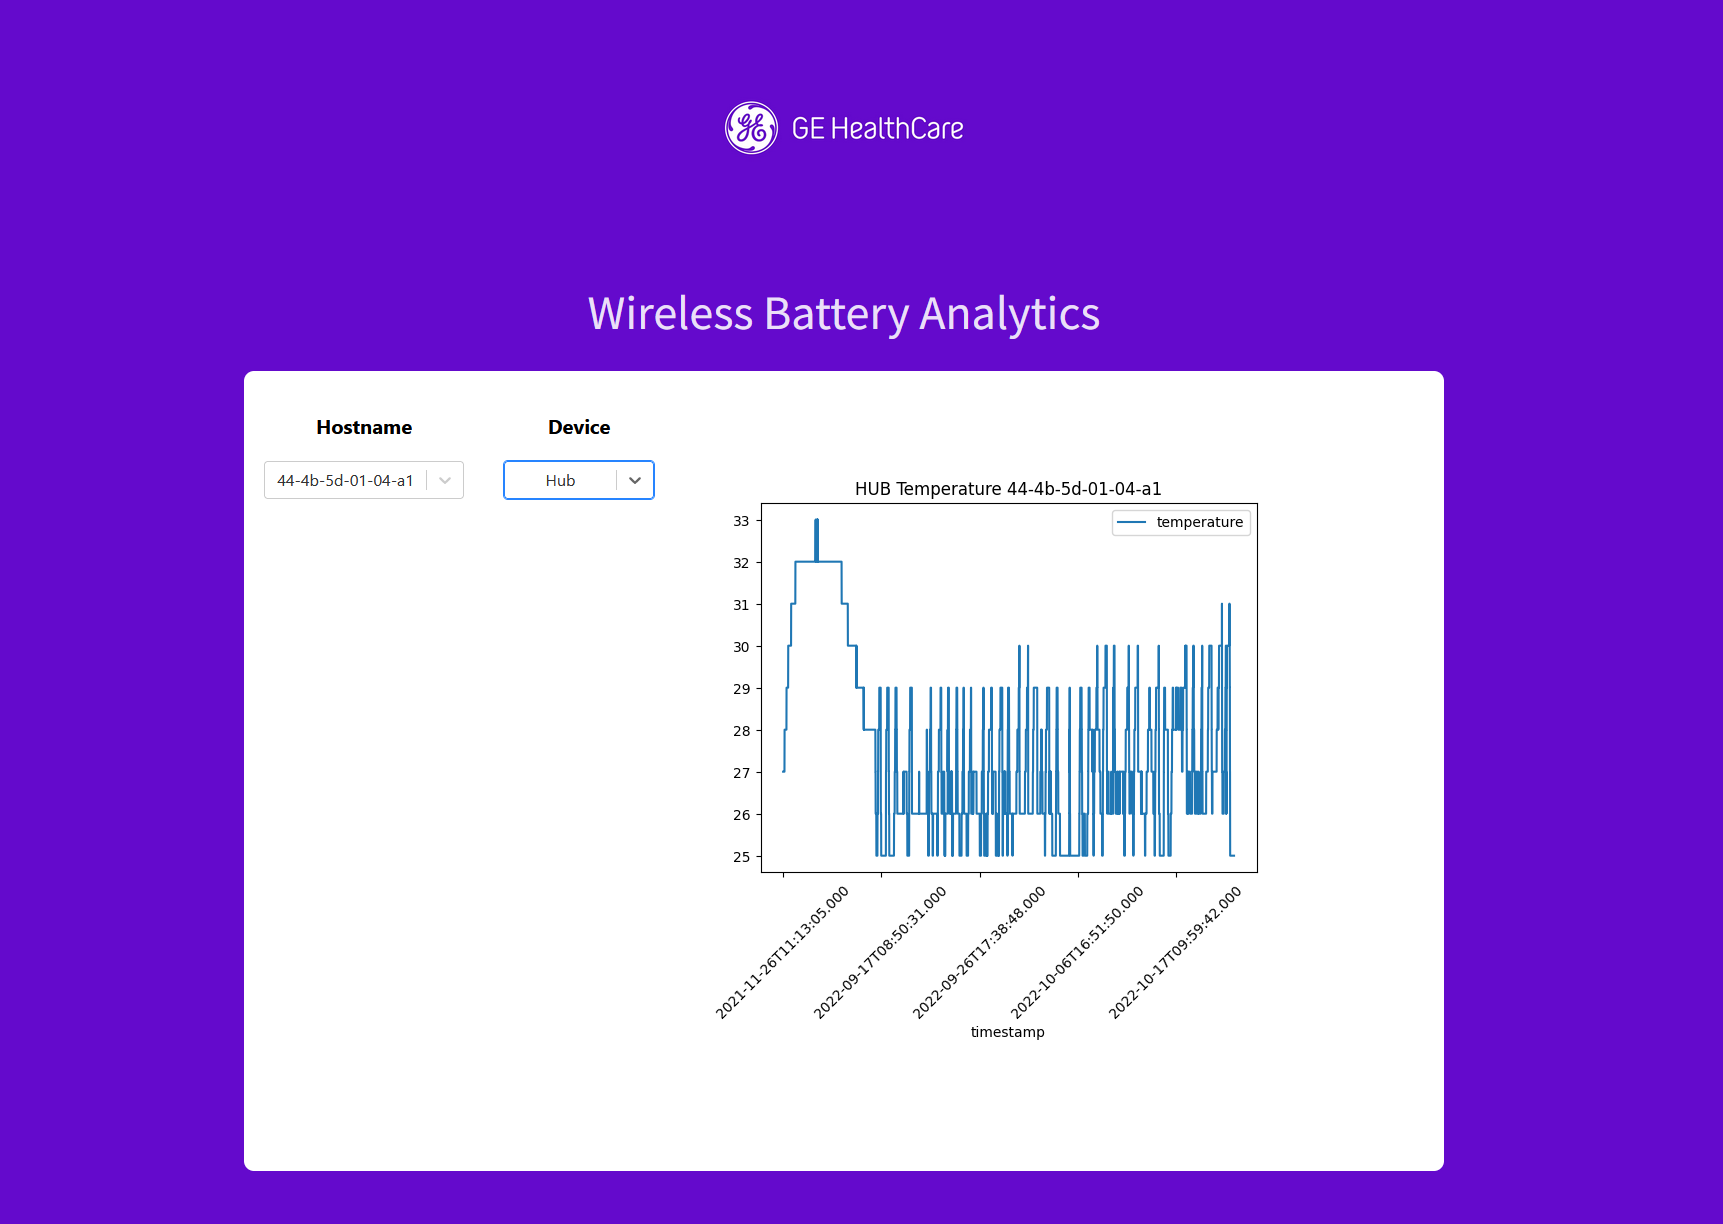 GE HealthCare
Wireless Battery Analytics
Hostname
Device
44-4b-5d-01-04-a1
Hub
HUB Temperature 44-4b-5d-01-04-a1
temperature
33
32
31
30
29
28
27
26
25
2021-11-26T11:13:05.000
2022-09-17T08:50:31.000
2022-09-26T17:38:48.000
2022-10-06T16:51:50.000
2022-10-17T09:59:42.000
timestamp